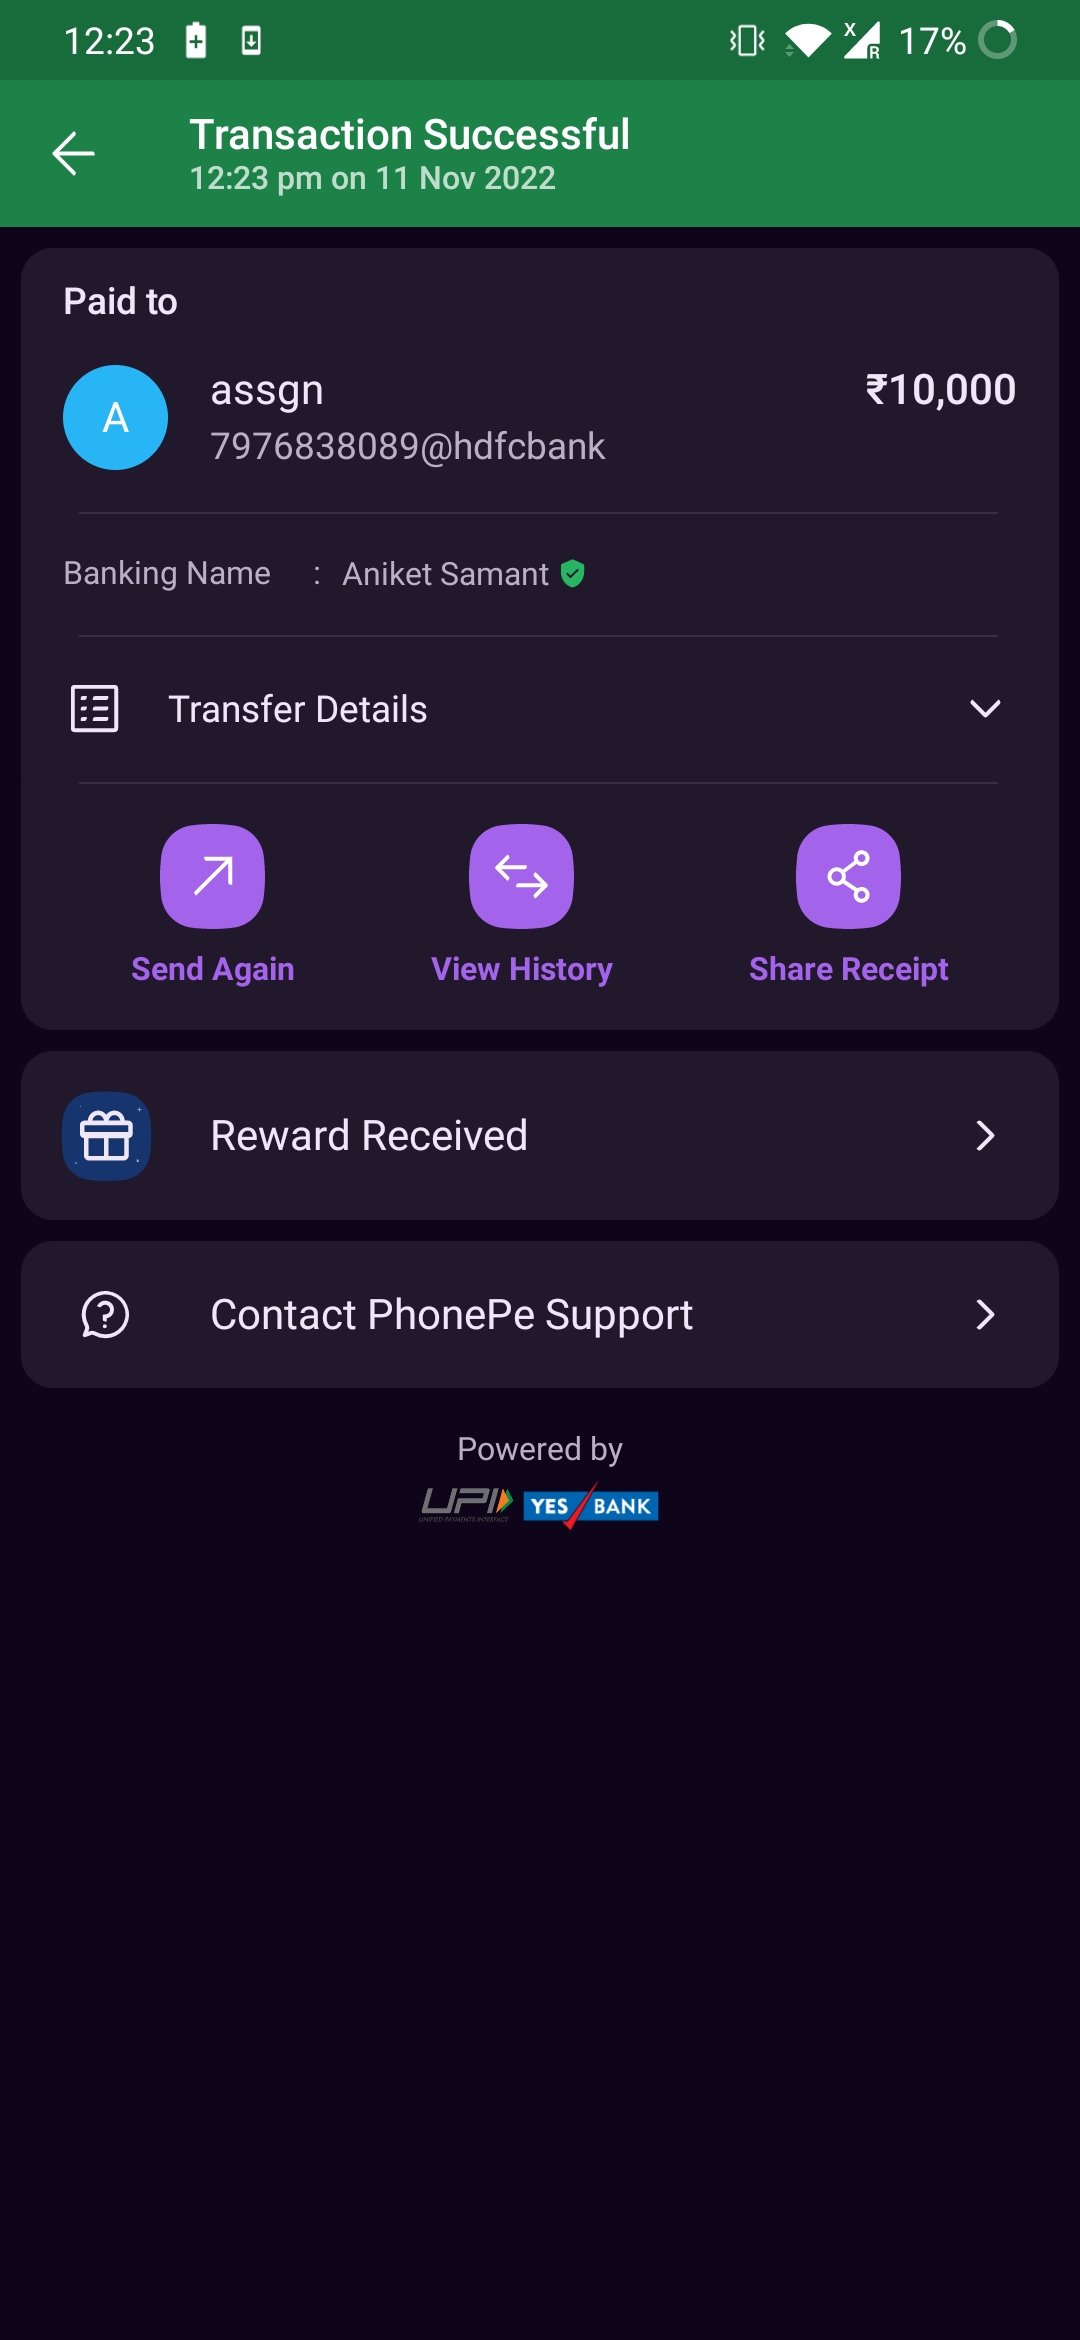 12:23 17%
Transaction Successful
12:23 pm on 11 Nov 2022
Paid to
A assgn ₹10,000
7976838089@hdfcbank
Banking Name : Aniket Samant
Transfer Details
Send Again View History Share Receipt
Reward Received
Contact PhonePe Support
Powered by
UPI YES BANK
UNIFIED PAYMENTS INTERFACE